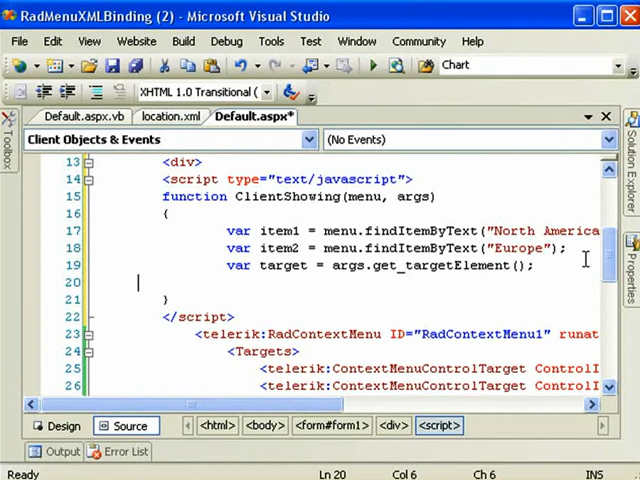 RadMenuXMLBinding (2) - Microsoft Visual Studio
File Edit View Website Build Debug Tools Test Window Community Help
Chart
XHTML 1.0 Transitional (
Default.aspx.vb location.xml Default.aspx*
Client Objects & Events (No Events)
Toolbox
Solution Explorer
Properties
13 <div>
14 <script type="text/javascript">
15 function ClientShowing(menu, args)
16 {
17 var item1 = menu.findItemByText("North America
18 var item2 = menu.findItemByText("Europe");
19 var target = args.get_targetElement();
20
21 }
22 </script>
23 <telerik:RadContextMenu ID="RadContextMenu1" runat
24 <Targets>
25 <telerik:ContextMenuControlTarget ControlI
26 <telerik:ContextMenuControlTarget ControlI
Design Source <html> <body> <form#form1> <div> <script>
Output Error List
Ready Ln 20 Col 6 Ch 6 INS